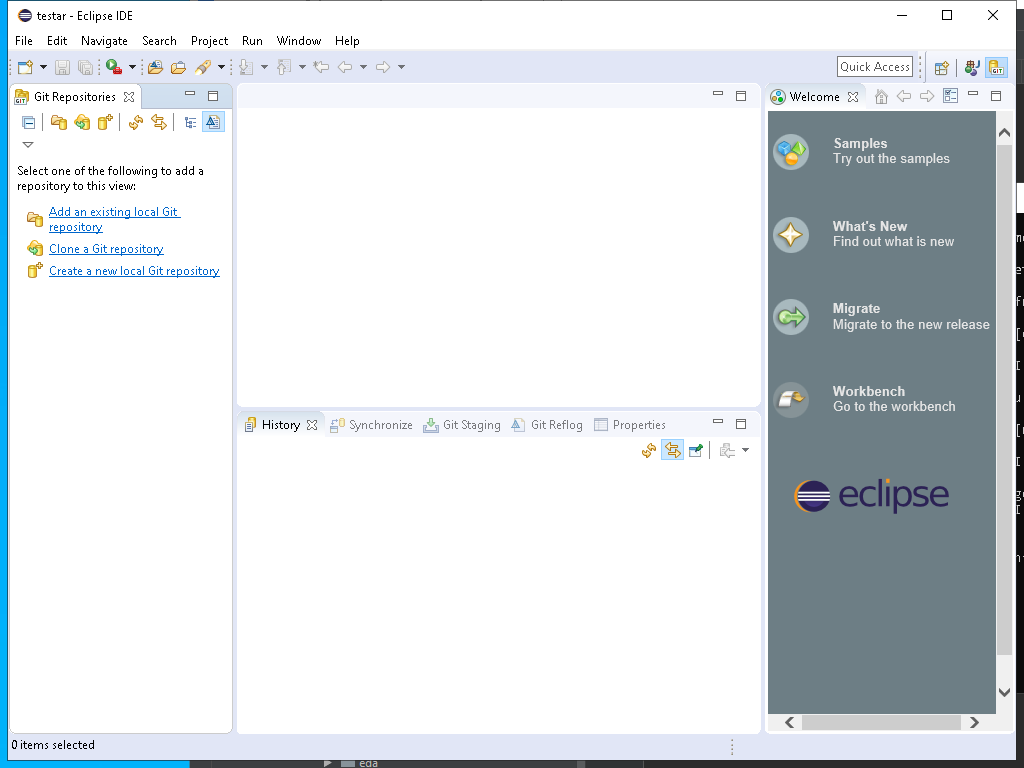 testar - Eclipse IDE
File Edit Navigate Search Project Run Window Help
Quick Access
GIT
Git Repositories
Welcome
Select one of the following to add a
repository to this view:
Add an existing local Git
repository
Clone a Git repository
Create a new local Git repository
Samples
Try out the samples
What's New
Find out what is new
Migrate
Migrate to the new release
Workbench
Go to the workbench
eclipse
History Synchronize Git Staging Git Reflog Properties
0 items selected
eda